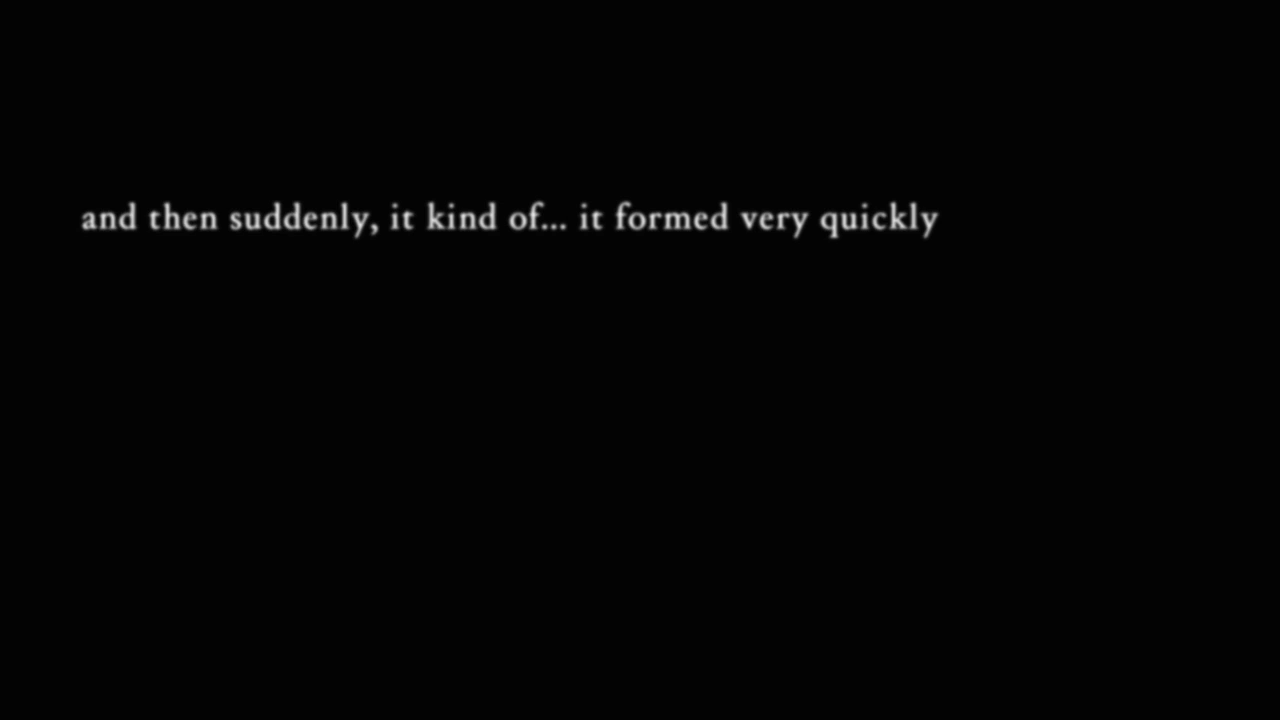 and then suddenly, it kind of... it formed very quickly